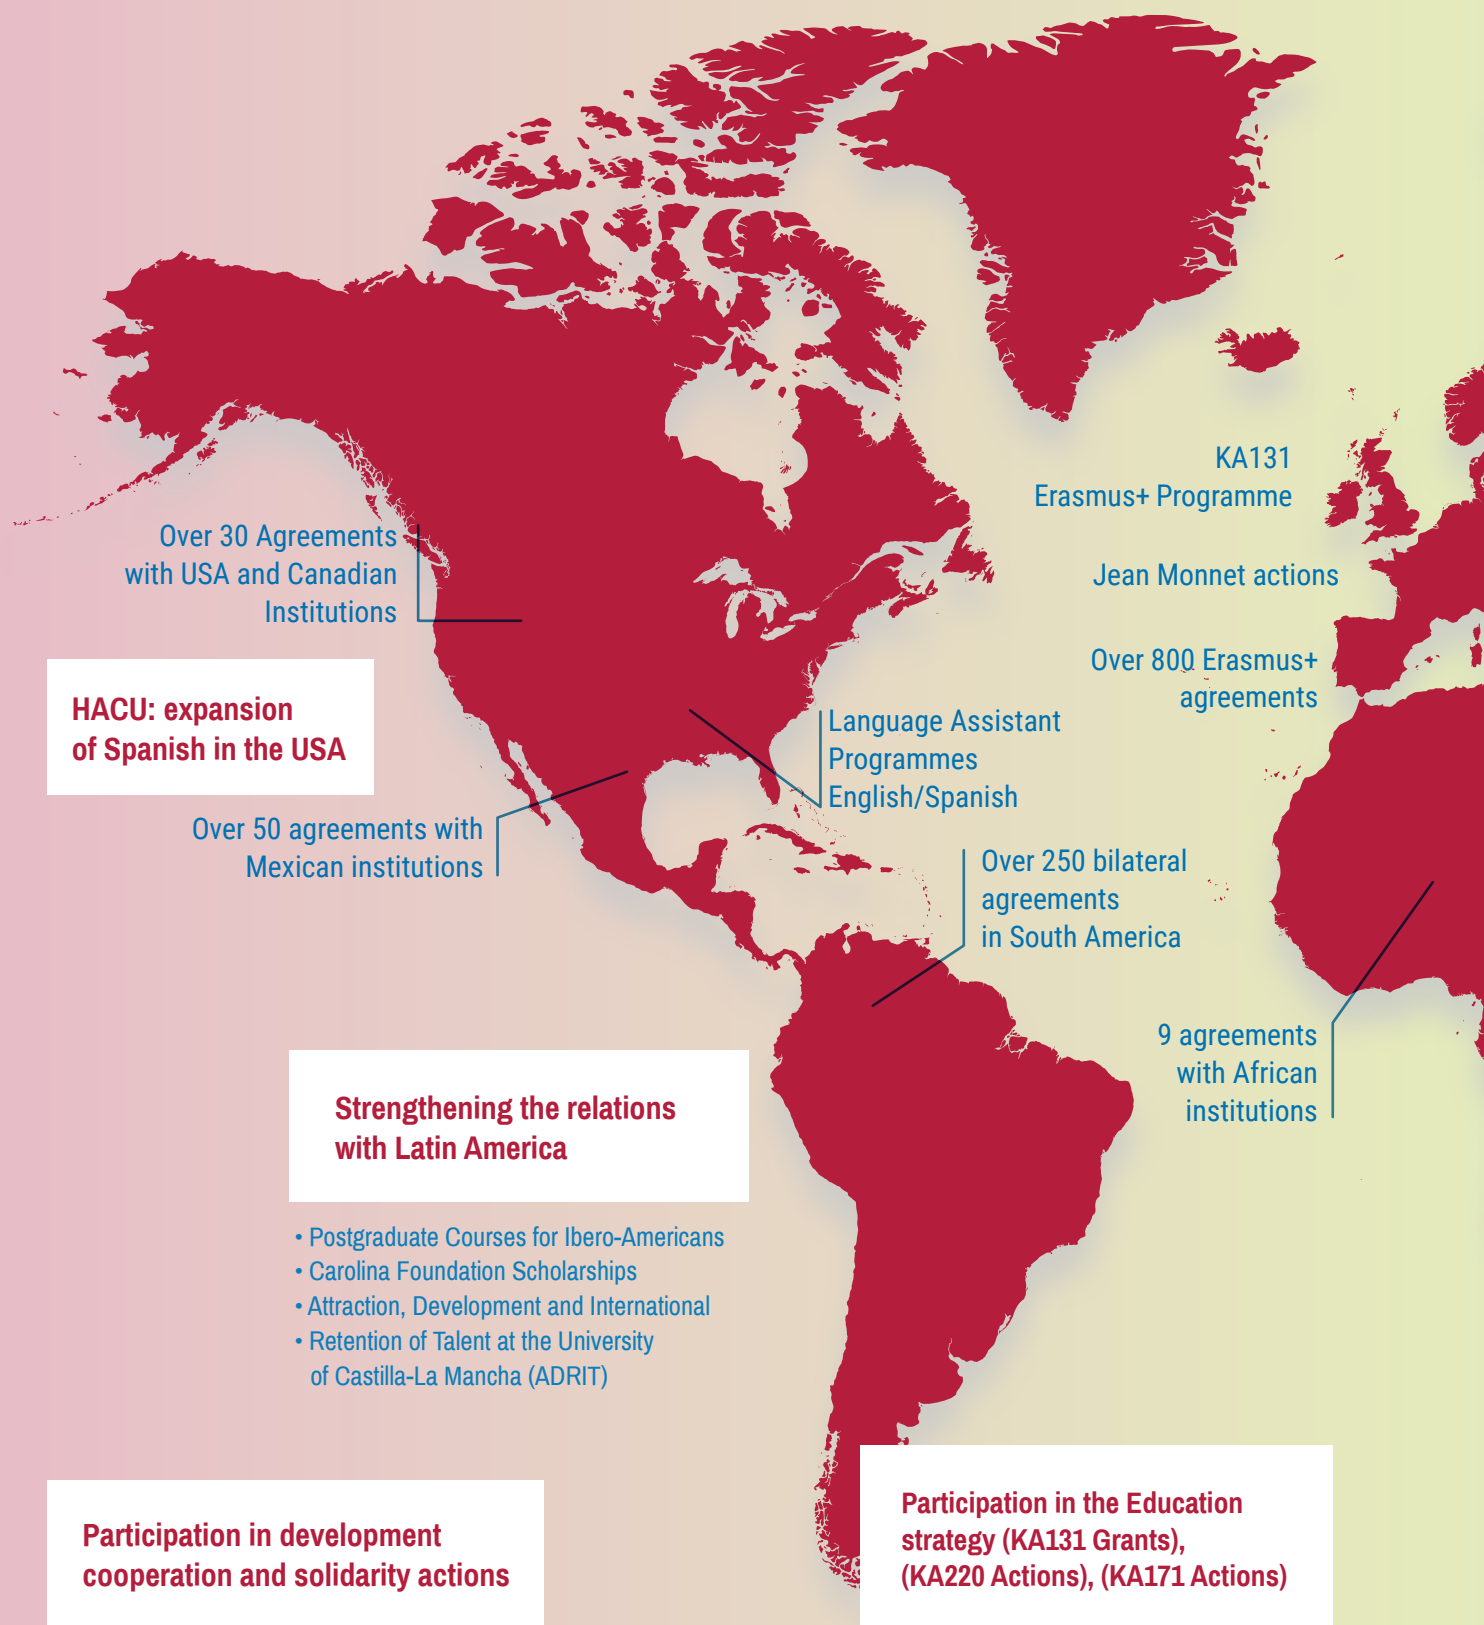 KA131
Erasmus+ Programme
Over 30 Agreements
with USA and Canadian
Institutions
Jean Monnet actions
Over 800 Erasmus+
agreements
HACU: expansion
of Spanish in the USA
Language Assistant
Programmes
English/Spanish
Over 50 agreements with
Mexican institutions
Over 250 bilateral
agreements
in South America
9 agreements
with African
institutions
Strengthening the relations
with Latin America
• Postgraduate Courses for Ibero-Americans
• Carolina Foundation Scholarships
• Attraction, Development and International
• Retention of Talent at the University
of Castilla-La Mancha (ADRIT)
Participation in development
cooperation and solidarity actions
Participation in the Education
strategy (KA131 Grants),
(KA220 Actions), (KA171 Actions)